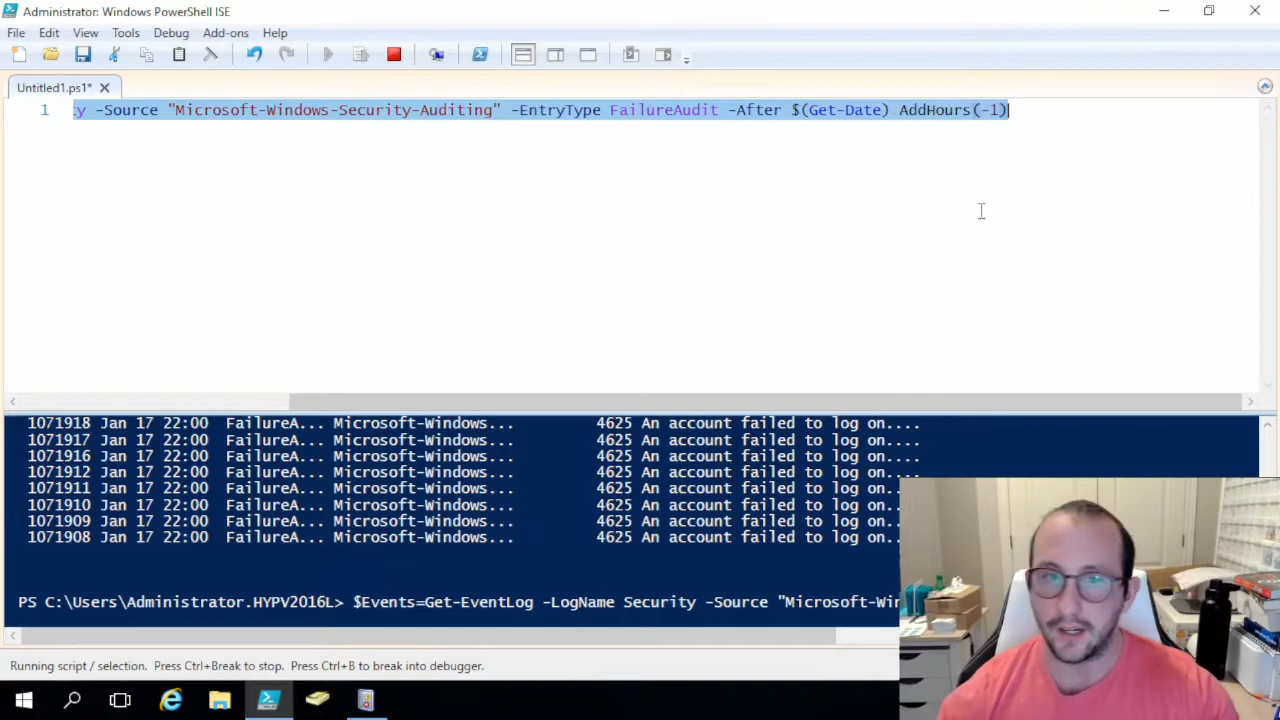 Administrator: Windows PowerShell ISE
File Edit View Tools Debug Add-ons Help
Untitled1.ps1*
1 ty -Source "Microsoft-Windows-Security-Auditing" -EntryType FailureAudit -After $(Get-Date) AddHours(-1)
1071918 Jan 17 22:00 FailureA... Microsoft-Windows... 4625 An account failed to log on....
1071917 Jan 17 22:00 FailureA... Microsoft-Windows... 4625 An account failed to log on....
1071916 Jan 17 22:00 FailureA... Microsoft-Windows... 4625 An account failed to log on....
1071912 Jan 17 22:00 FailureA... Microsoft-Windows... 4625 An account failed to log on....
1071911 Jan 17 22:00 FailureA... Microsoft-Windows... 4625 An account failed to log on....
1071910 Jan 17 22:00 FailureA... Microsoft-Windows... 4625 An account failed to log on....
1071909 Jan 17 22:00 FailureA... Microsoft-Windows... 4625 An account failed to log on....
1071908 Jan 17 22:00 FailureA... Microsoft-Windows... 4625 An account failed to log on....
PS C:\Users\Administrator.HYPV2016L> $Events=Get-EventLog -LogName Security -Source "Microsoft-Win
Running script / selection. Press Ctrl+Break to stop. Press Ctrl+B to break into debugger.